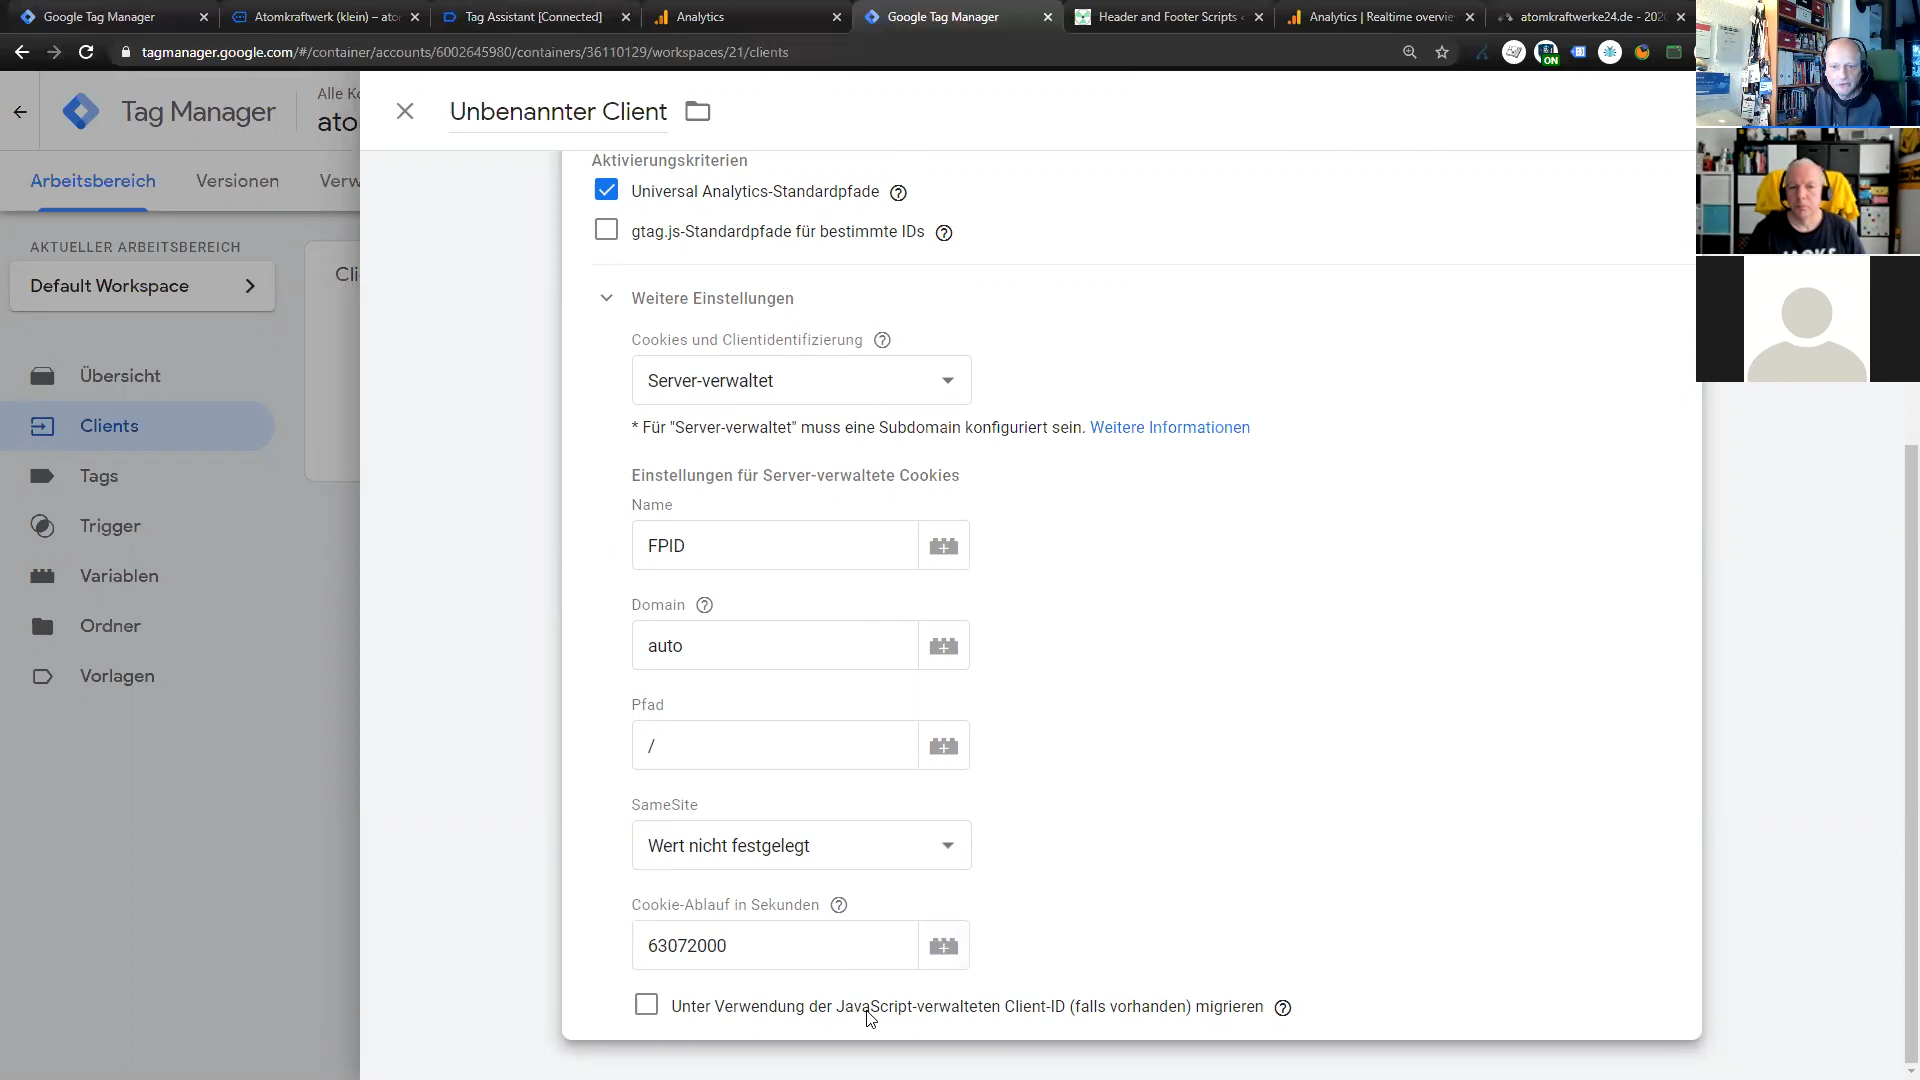 Google Tag Manager
Atomkraftwerk (klein) – ato
Tag Assistant [Connected]
Analytics
Google Tag Manager
Header and Footer Scripts
Analytics | Realtime overvie
atomkraftwerke24.de - 202
tagmanager.google.com/#/container/accounts/6002645980/containers/36110129/workspaces/21/clients
ON
Tag Manager
Alle Ko
ato
Unbenannter Client
Arbeitsbereich
Versionen
Verw
AKTUELLER ARBEITSBEREICH
Default Workspace
Cli
Übersicht
Clients
Tags
Trigger
Variablen
Ordner
Vorlagen
Aktivierungskriterien
Universal Analytics-Standardpfade
gtag.js-Standardpfade für bestimmte IDs
Weitere Einstellungen
Cookies und Clientidentifizierung
Server-verwaltet
* Für "Server-verwaltet" muss eine Subdomain konfiguriert sein. Weitere Informationen
Einstellungen für Server-verwaltete Cookies
Name
FPID
Domain
auto
Pfad
/
SameSite
Wert nicht festgelegt
Cookie-Ablauf in Sekunden
63072000
Unter Verwendung der JavaScript-verwalteten Client-ID (falls vorhanden) migrieren